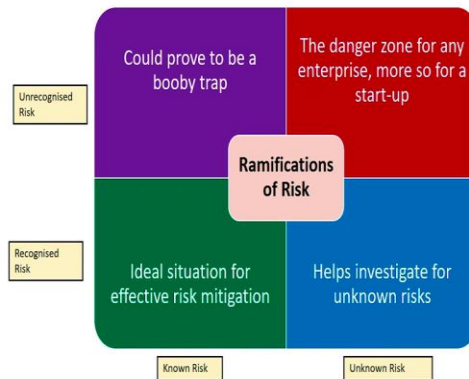 Could prove to be a
booby trap
The danger zone for any
enterprise, more so for a
start-up
Unrecognised
Risk
Ramifications
of Risk
Recognised
Risk
Ideal situation for
effective risk mitigation
Helps investigate for
unknown risks
Known Risk
Unknown Risk